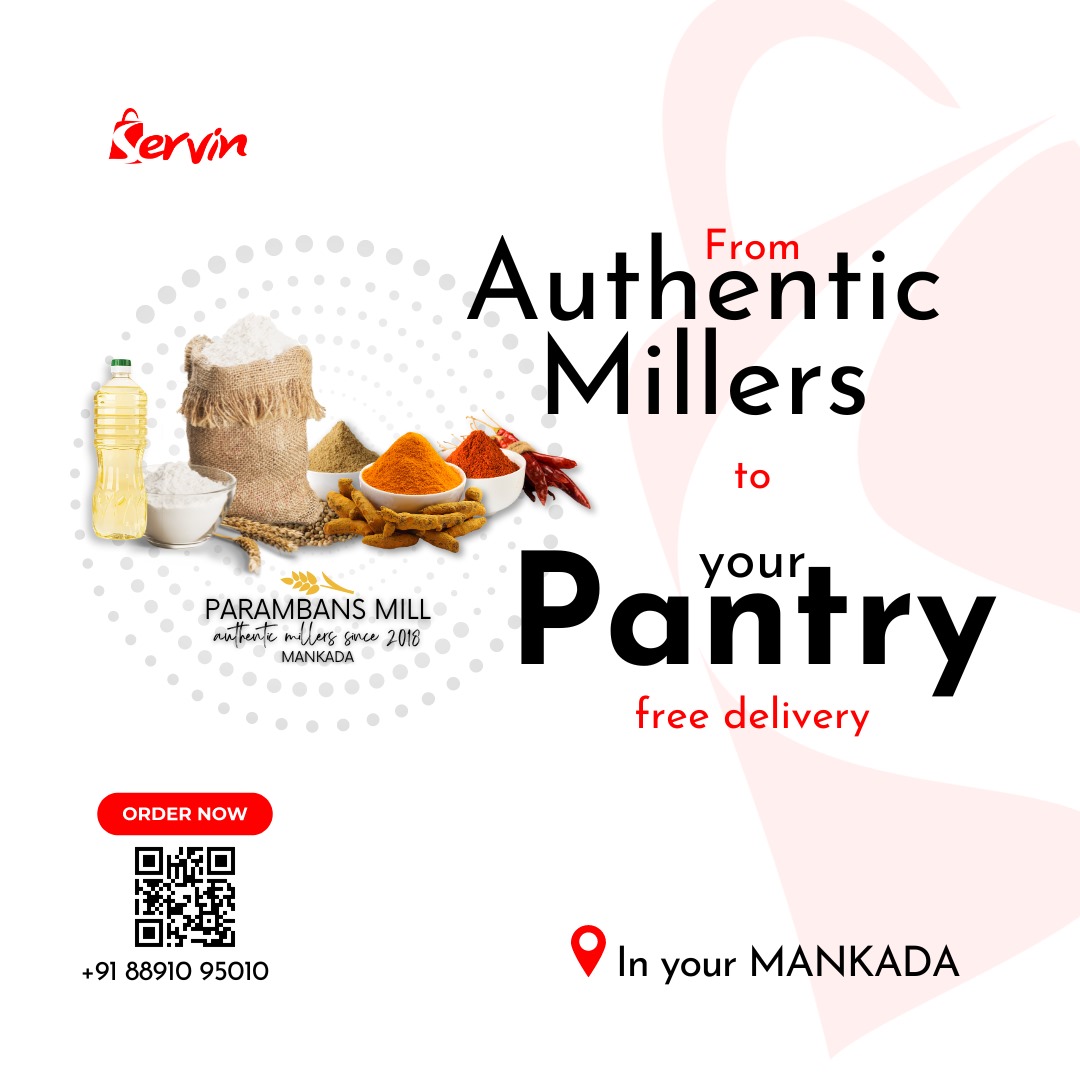 Servin
From
Authentic
Millers
to
your
Pantry
free delivery
PARAMBANS MILL
authentic millers since 2018
MANKADA
ORDER NOW
+91 88910 95010
In your MANKADA